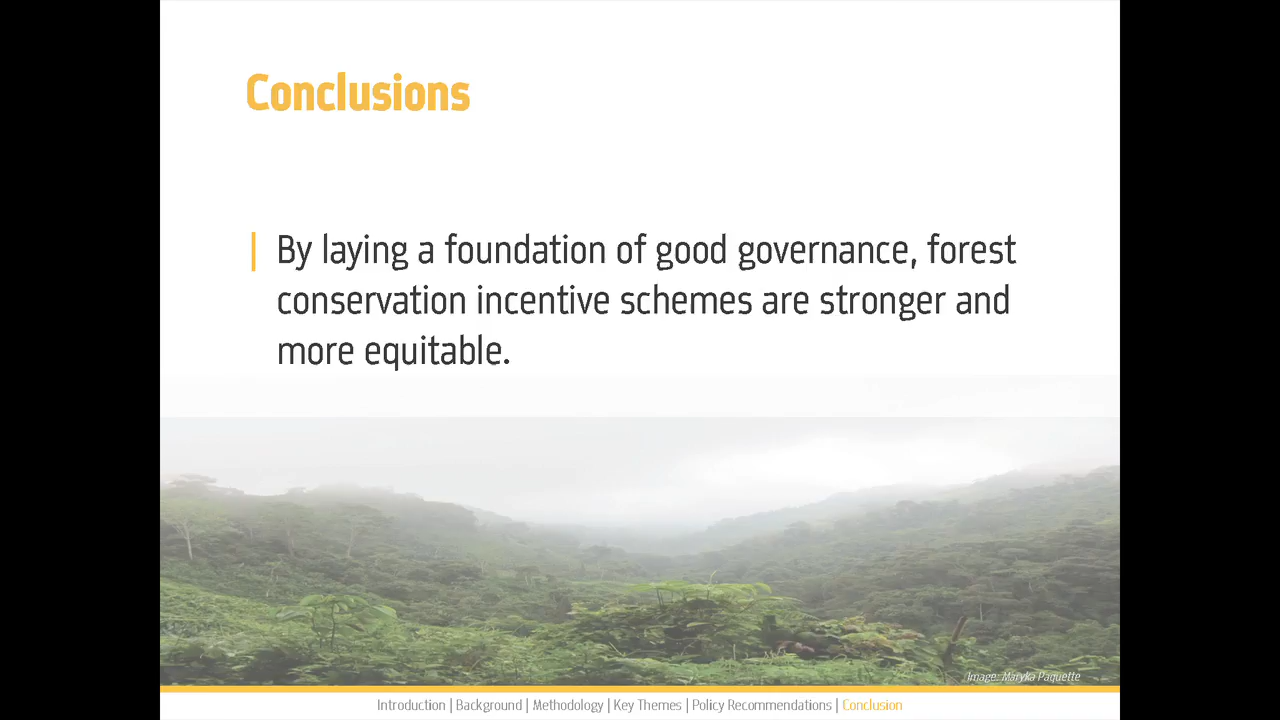 Conclusions
By laying a foundation of good governance, forest
conservation incentive schemes are stronger and
more equitable.
Image: Maryka Paquette
Introduction | Background | Methodology | Key Themes | Policy Recommendations | Conclusion